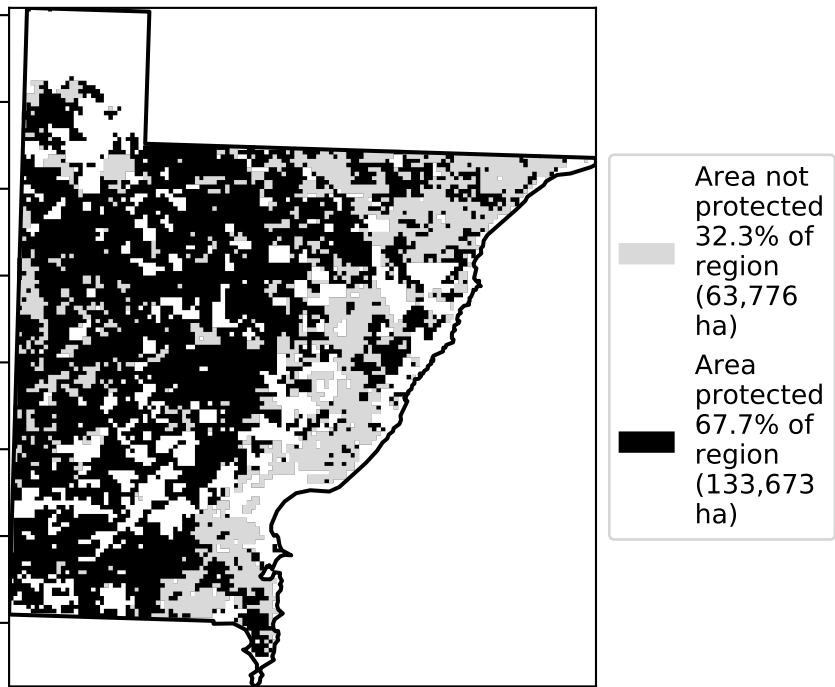 Area not
protected
32.3% of
region
(63,776
ha)
Area
protected
67.7% of
region
(133,673
ha)